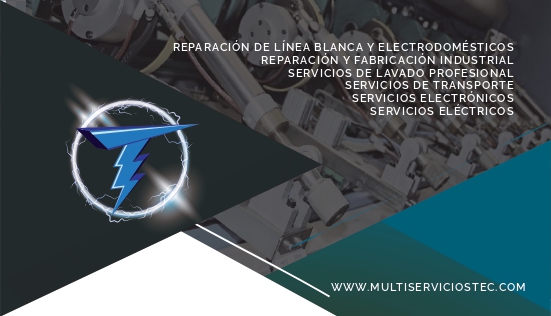 REPARACIÓN DE LÍNEA BLANCA Y ELECTRODOMÉSTICOS
REPARACIÓN Y FABRICACIÓN INDUSTRIAL
SERVICIOS DE LAVADO PROFESIONAL
SERVICIOS DE TRANSPORTE
SERVICIOS ELECTRÓNICOS
SERVICIOS ELÉCTRICOS
WWW.MULTISERVICIOSTEC.COM